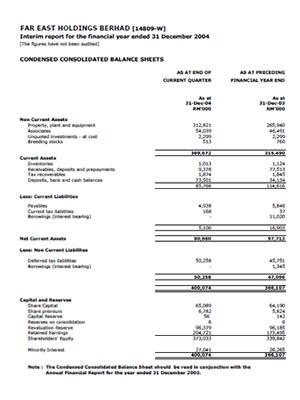 FAR EAST HOLDINGS BERHAD [14809-W]
Interim report for the financial year ended 31 December 2004
[The figures have not been audited]
CONDENSED CONSOLIDATED BALANCE SHEETS
AS AT END OF AS AT PRECEDING
CURRENT QUARTER FINANCIAL YEAR END
As at As at
31-Dec-04 31-Dec-03
RM'000 RM'000
Non Current Assets
Property, plant and equipment 312,821 265,940
Associates 54,039 46,491
Unquoted investments - at cost 2,299 2,299
Breeding stocks 513 760
369,672 315,490
Current Assets
Inventories 1,013 1,124
Receivables, deposits and prepayments 9,378 77,513
Tax recoverables 1,874 1,845
Deposits, bank and cash balances 73,501 34,134
85,766 114,616
Less: Current Liabilities
Payables 4,938 5,846
Current tax liabilities 168 37
Borrowings (interest bearing) - 11,020
5,106 16,903
Net Current Assets 80,660 97,713
Less: Non Current Liabilities
Deferred tax liabilities 50,258 45,751
Borrowings (interest bearing) 1,345
50,258 47,096
400,074 366,107
Capital and Reserves
Share Capital 65,089 64,190
Share premium 6,782 5,824
Capital Reserve 56 142
Reserves on consolidation 6 6
Revaluation Reserve 96,379 96,185
Retained Earnings 204,721 173,495
Shareholders' Equity 373,033 339,842
Minority Interest 27,041 26,265
400,074 366,107
Note : The Condensed Consolidated Balance Sheet should be read in conjunction with the
Annual Financial Report for the year ended 31 December 2003.